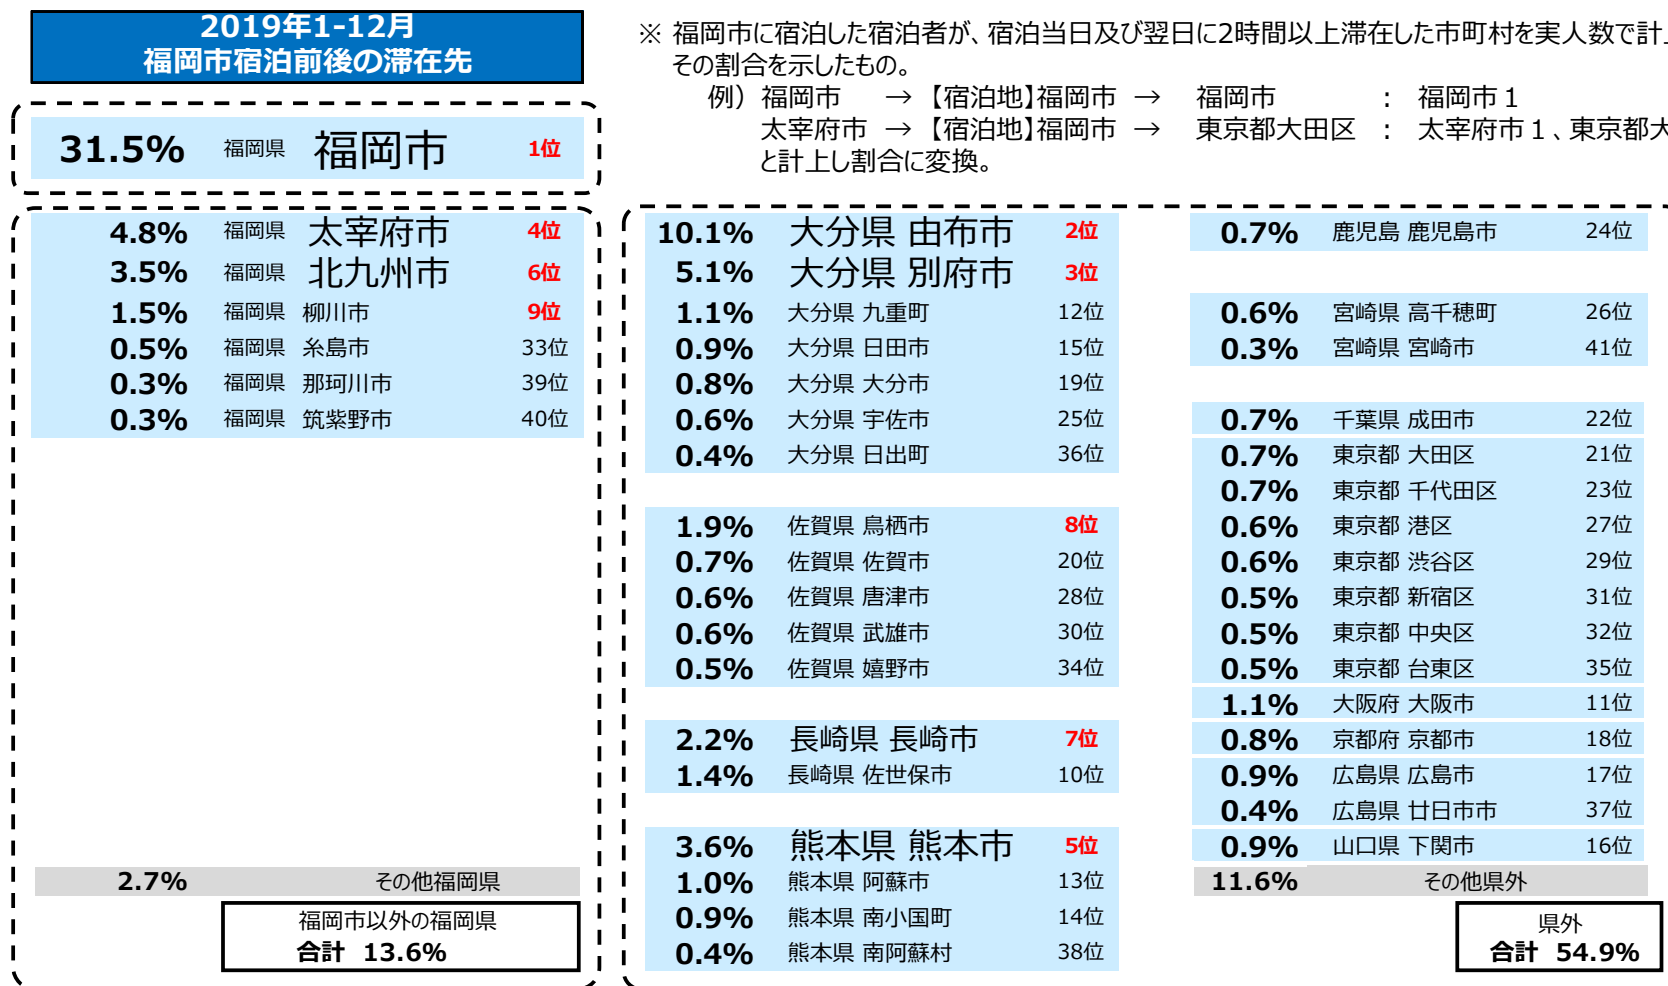 2019年1-12月
福岡市宿泊前後の滞在先
※ 福岡市に宿泊した宿泊者が、宿泊当日及び翌日に2時間以上滞在した市町村を実人数で計上
その割合を示したもの。
例）福岡市 → 【宿泊地】福岡市 → 福岡市 : 福岡市１
太宰府市 → 【宿泊地】福岡市 → 東京都大田区 : 太宰府市１、東京都大
と計上し割合に変換。
31.5% 福岡県 福岡市 1位
4.8% 福岡県 太宰府市 4位
3.5% 福岡県 北九州市 6位
1.5% 福岡県 柳川市 9位
0.5% 福岡県 糸島市 33位
0.3% 福岡県 那珂川市 39位
0.3% 福岡県 筑紫野市 40位
2.7% その他福岡県
福岡市以外の福岡県
合計 13.6%
10.1% 大分県 由布市 2位
5.1% 大分県 別府市 3位
1.1% 大分県 九重町 12位
0.9% 大分県 日田市 15位
0.8% 大分県 大分市 19位
0.6% 大分県 宇佐市 25位
0.4% 大分県 日出町 36位
1.9% 佐賀県 鳥栖市 8位
0.7% 佐賀県 佐賀市 20位
0.6% 佐賀県 唐津市 28位
0.6% 佐賀県 武雄市 30位
0.5% 佐賀県 嬉野市 34位
2.2% 長崎県 長崎市 7位
1.4% 長崎県 佐世保市 10位
3.6% 熊本県 熊本市 5位
1.0% 熊本県 阿蘇市 13位
0.9% 熊本県 南小国町 14位
0.4% 熊本県 南阿蘇村 38位
0.7% 鹿児島 鹿児島市 24位
0.6% 宮崎県 高千穂町 26位
0.3% 宮崎県 宮崎市 41位
0.7% 千葉県 成田市 22位
0.7% 東京都 大田区 21位
0.7% 東京都 千代田区 23位
0.6% 東京都 港区 27位
0.6% 東京都 渋谷区 29位
0.5% 東京都 新宿区 31位
0.5% 東京都 中央区 32位
0.5% 東京都 台東区 35位
1.1% 大阪府 大阪市 11位
0.8% 京都府 京都市 18位
0.9% 広島県 広島市 17位
0.4% 広島県 廿日市市 37位
0.9% 山口県 下関市 16位
11.6% その他県外
県外
合計 54.9%